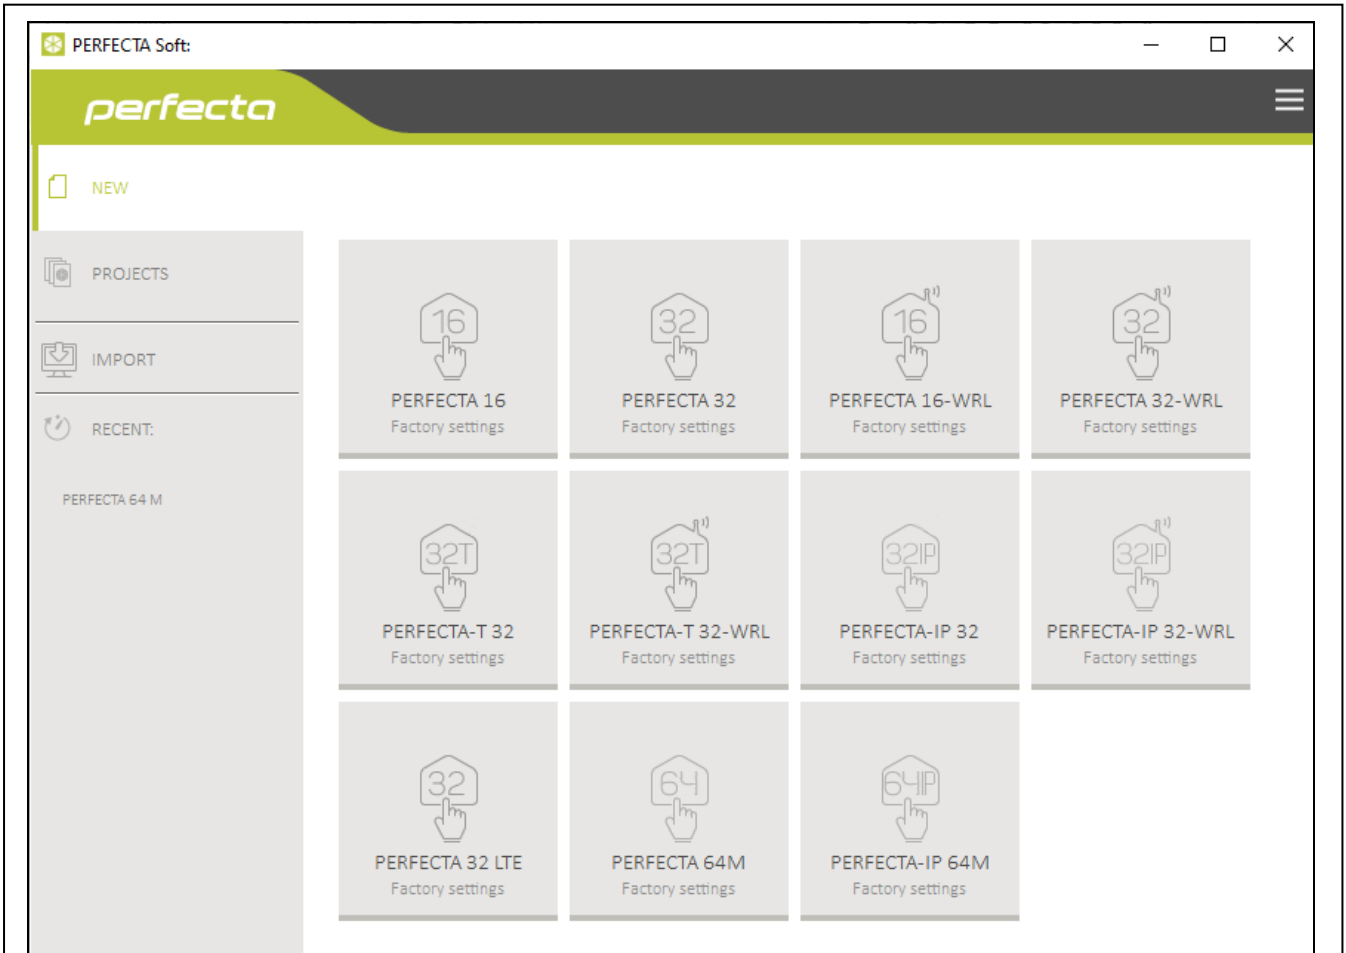 PERFECTA Soft:
perfecta
NEW
PROJECTS
IMPORT
RECENT:
PERFECTA 64 M
16
32
16
32
PERFECTA 16
PERFECTA 32
PERFECTA 16-WRL
PERFECTA 32-WRL
Factory settings
Factory settings
Factory settings
Factory settings
32T
32T
32IP
32IP
PERFECTA-T 32
PERFECTA-T 32-WRL
PERFECTA-IP 32
PERFECTA-IP 32-WRL
Factory settings
Factory settings
Factory settings
Factory settings
32
64
64IP
PERFECTA 32 LTE
PERFECTA 64M
PERFECTA-IP 64M
Factory settings
Factory settings
Factory settings